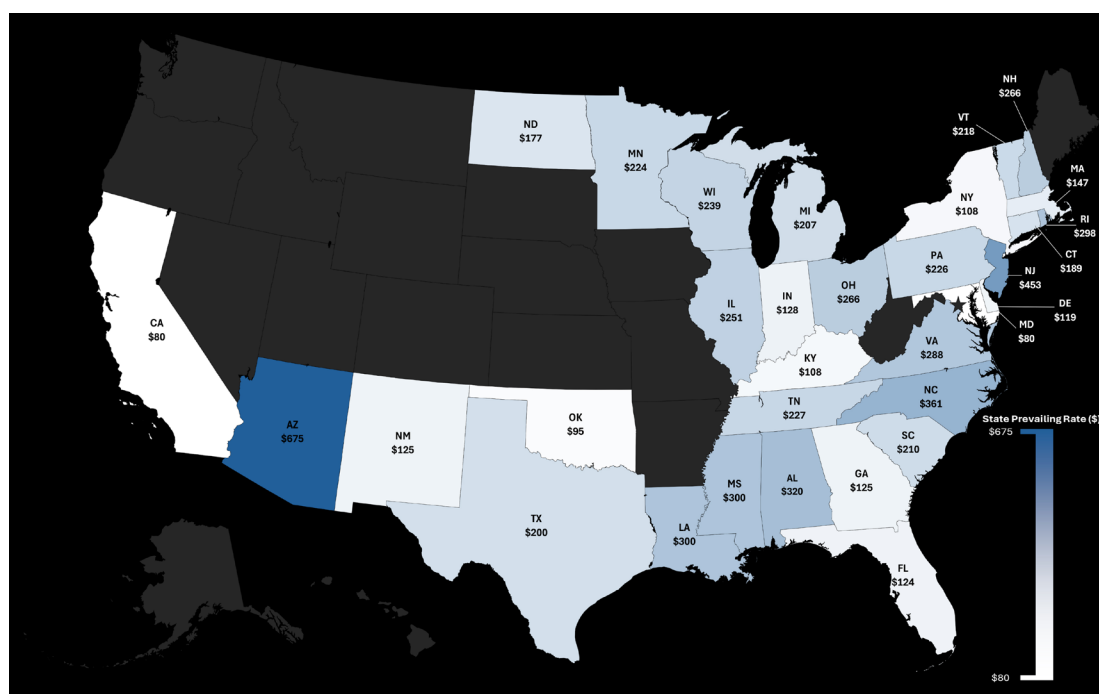 NH
$266
VT
$218
ND
$177
MN
$224
WI
$239
MI
$207
NY
$108
MA
$147
RI
$298
CT
$189
PA
$226
NJ
$453
DE
$119
MD
$80
OH
$266
IN
$128
IL
$251
CA
$80
KY
$108
VA
$288
NC
$361
TN
$227
SC
$210
AZ
$675
NM
$125
OK
$95
MS
$300
AL
$320
GA
$125
TX
$200
LA
$300
FL
$124
State Prevailing Rate ($)
$675
$80